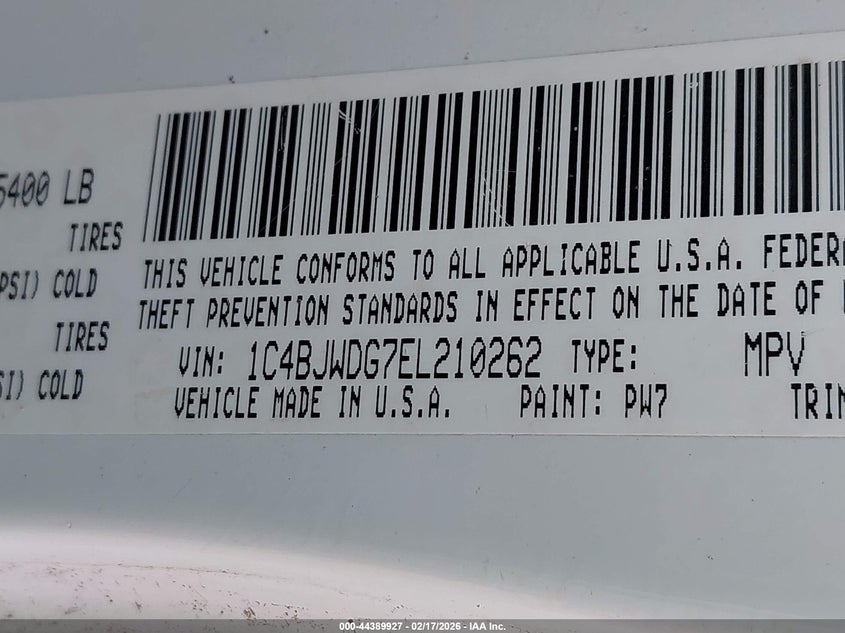 5400 LB
TIRES
PSI) COLD
TIRES
SI) COLD
THIS VEHICLE CONFORMS TO ALL APPLICABLE U.S.A. FEDERA
THEFT PREVENTION STANDARDS IN EFFECT ON THE DATE OF
VIN: 1C4BJWDG7EL210262 TYPE: MPV
VEHICLE MADE IN U.S.A. PAINT: PW7 TRIM
000-44389927 - 02/17/2026 - IAA Inc.